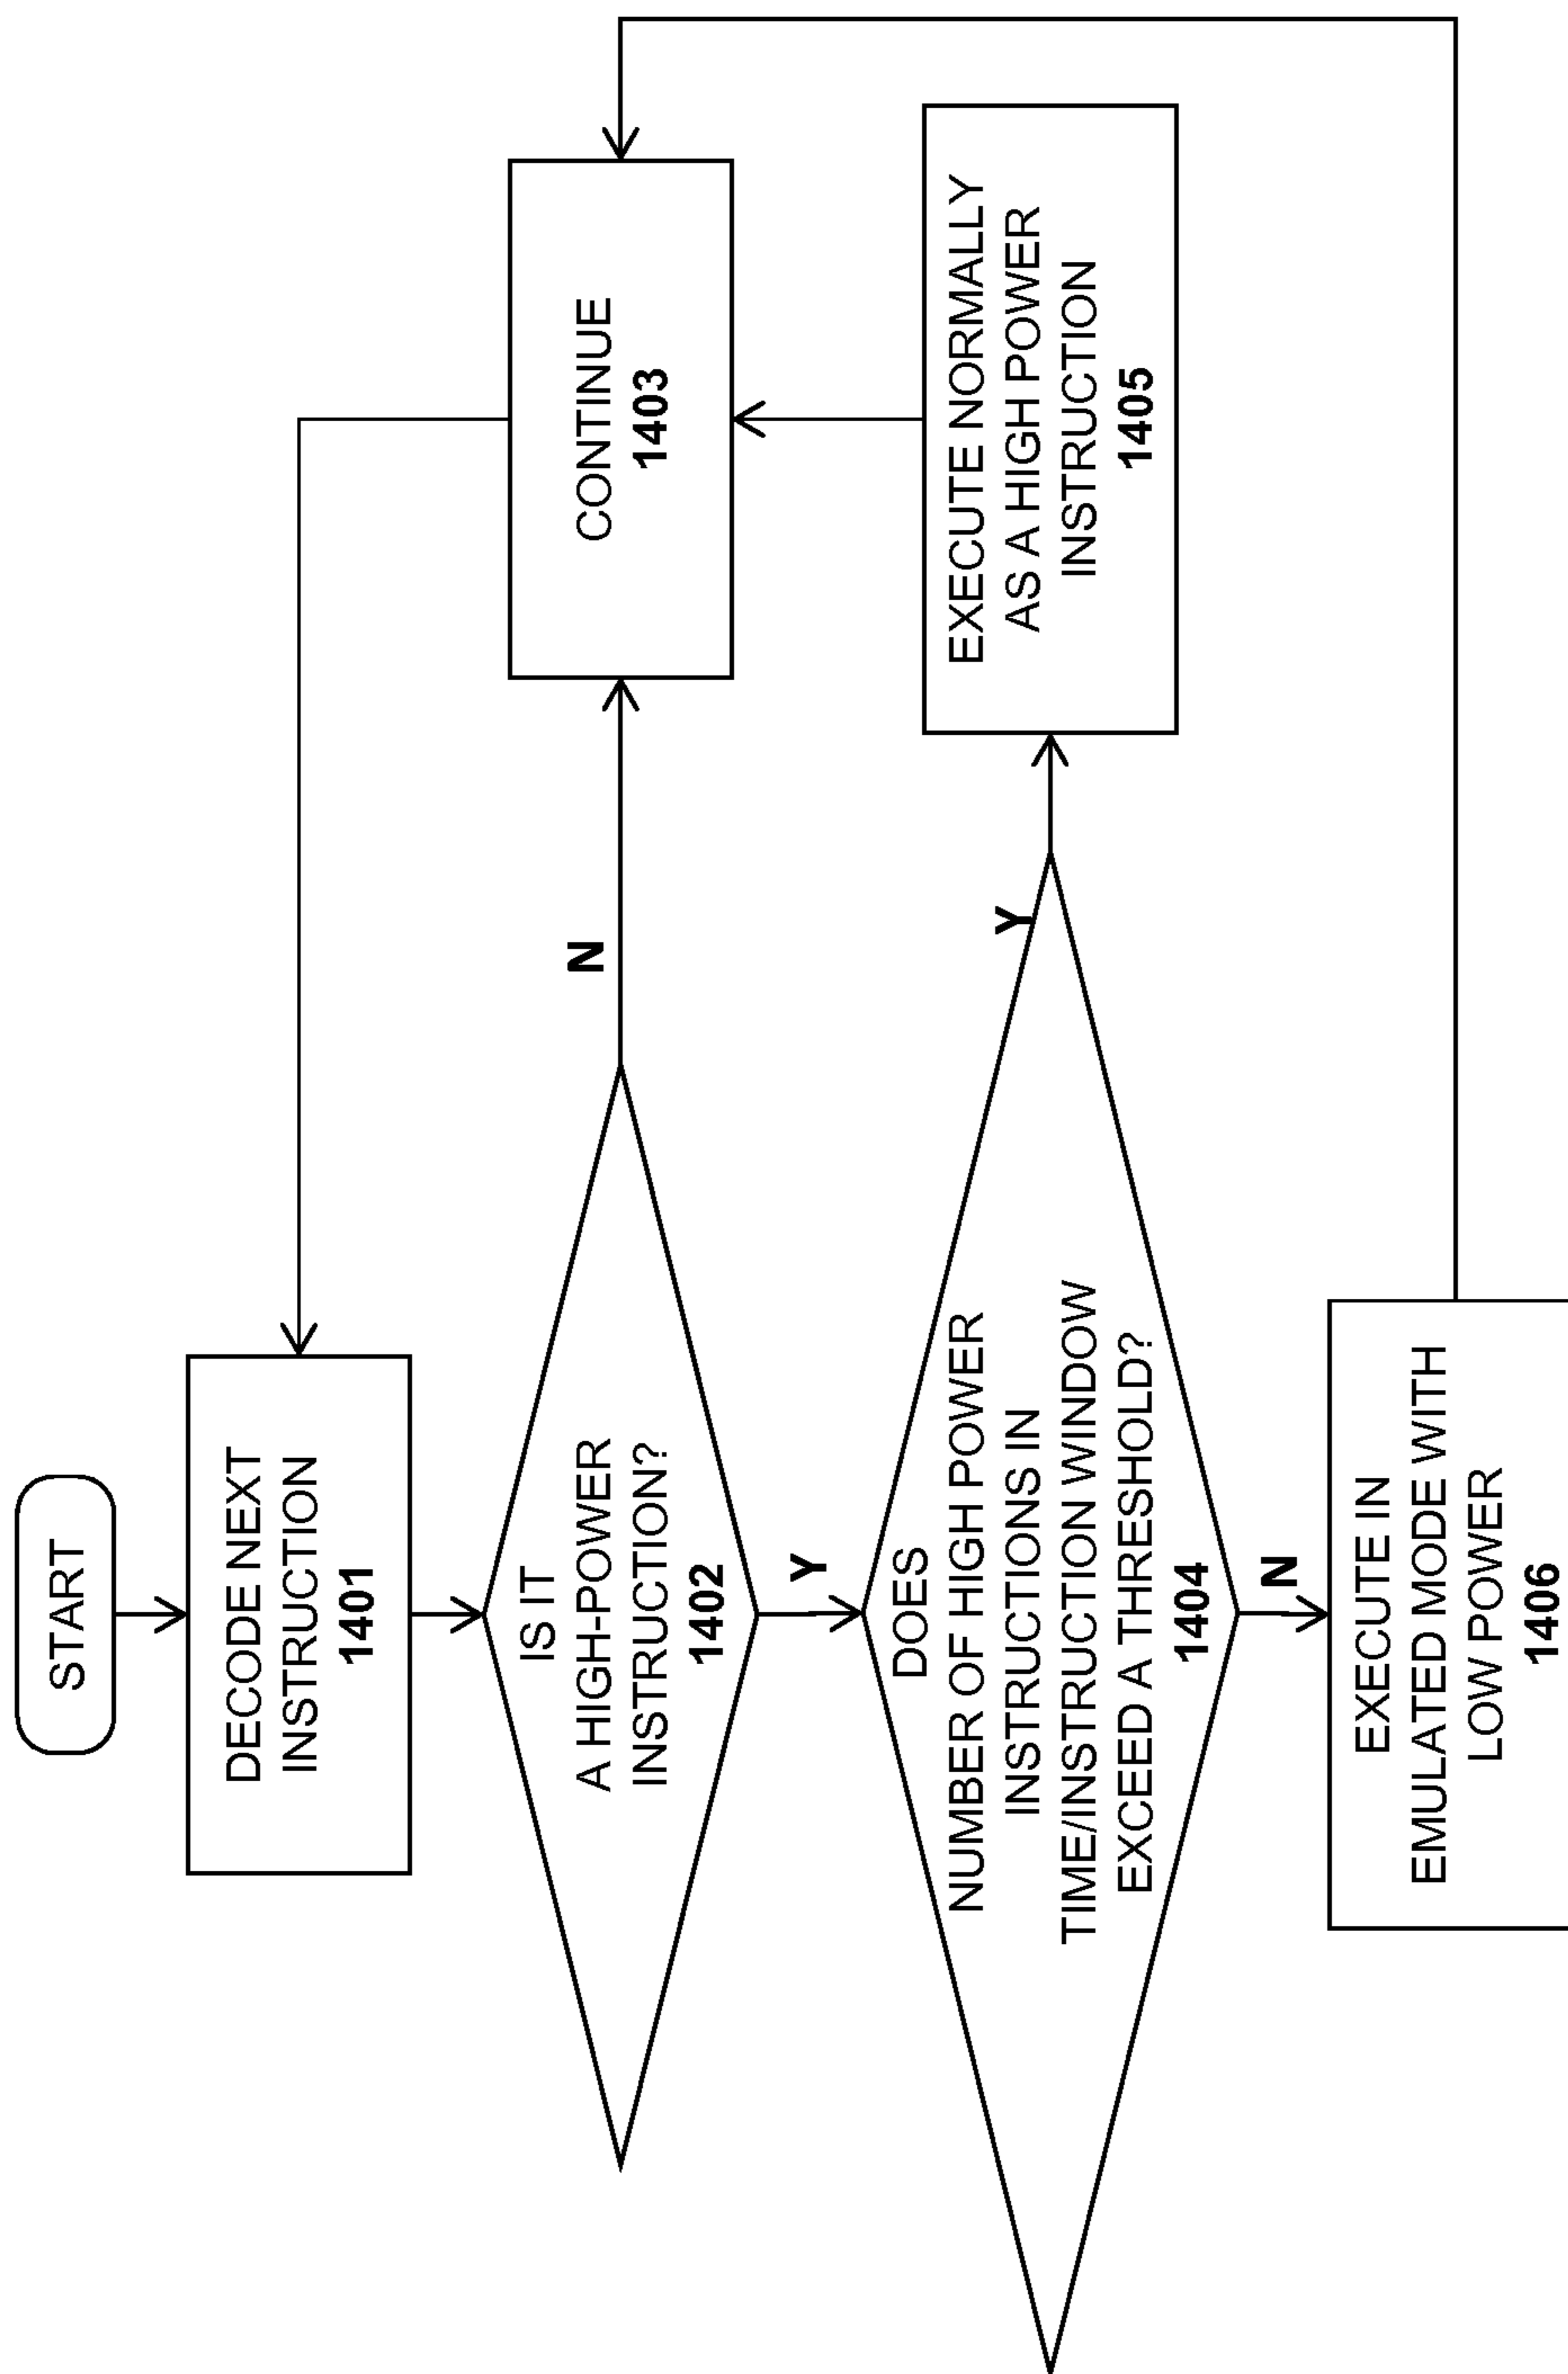 START
DECODE NEXT
INSTRUCTION
1401
IS IT
A HIGH-POWER
INSTRUCTION?
1402
N
CONTINUE
1403
Y
DOES
NUMBER OF HIGH POWER
INSTRUCTIONS IN
TIME/INSTRUCTION WINDOW
EXCEED A THRESHOLD?
1404
Y
EXECUTE NORMALLY
AS A HIGH POWER
INSTRUCTION
1405
N
EXECUTE IN
EMULATED MODE WITH
LOW POWER
1406